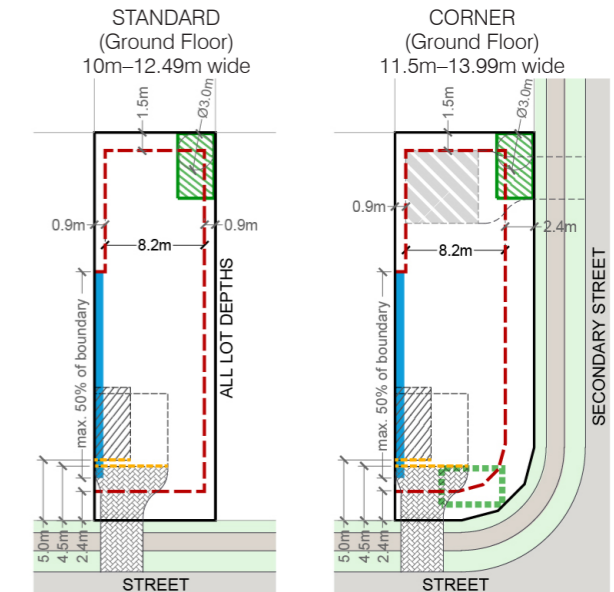 STANDARD
(Ground Floor)
10m–12.49m wide
1.5m
Ø3.0m
0.9m
0.9m
8.2m
max. 50% of boundary
ALL LOT DEPTHS
5.0m
4.5m
2.4m
STREET
CORNER
(Ground Floor)
11.5m–13.99m wide
1.5m
Ø3.0m
0.9m
2.4m
8.2m
max. 50% of boundary
SECONDARY STREET
5.0m
4.5m
2.4m
STREET